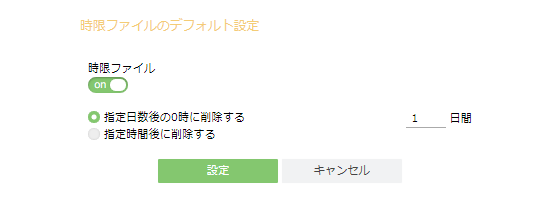 時限ファイルのデフォルト設定
時限ファイル
on
指定日数後の0時に削除する 1 日間
指定時間後に削除する
設定 キャンセル